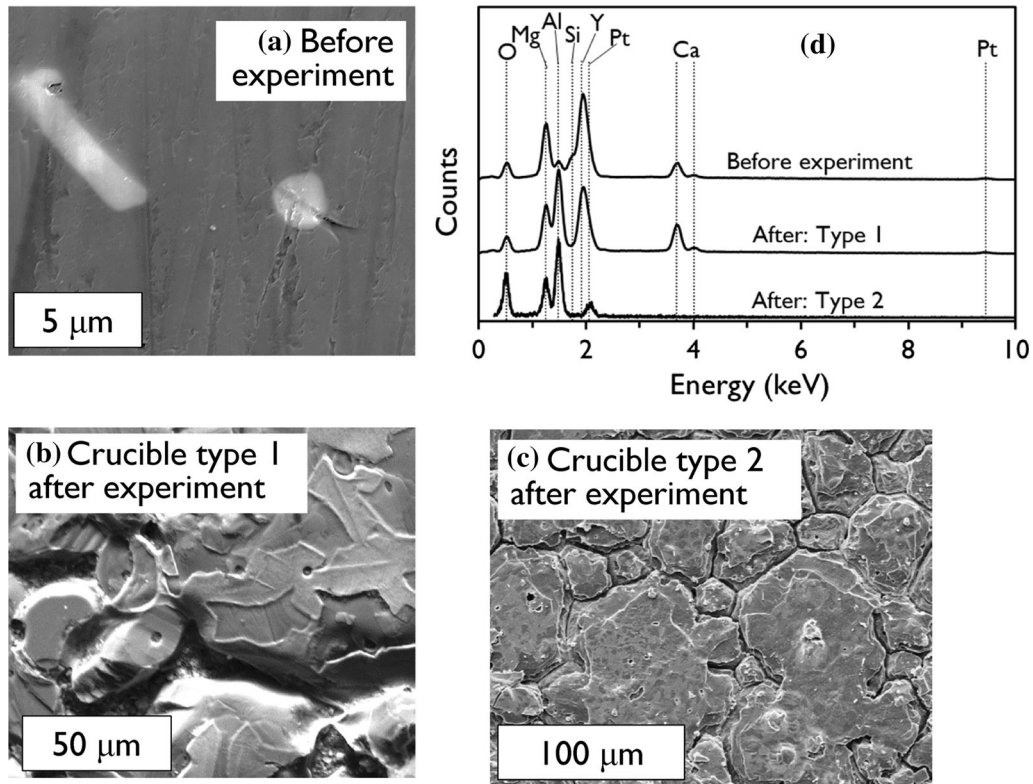 (a) Before
experiment
5 μm
(d)
O Mg Al Si Y Pt Ca Pt
Counts
Before experiment
After: Type 1
After: Type 2
0 2 4 6 8 10
Energy (keV)
(b) Crucible type 1
after experiment
50 μm
(c) Crucible type 2
after experiment
100 μm